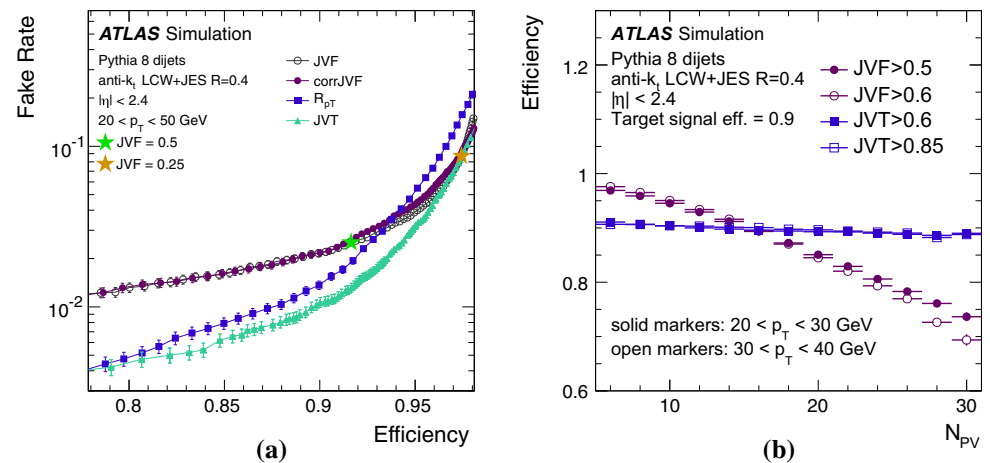 Fake Rate
ATLAS Simulation
Pythia 8 dijets
anti-kt LCW+JES R=0.4
|η| < 2.4
20 < pT < 50 GeV
JVF = 0.5
JVF = 0.25
JVF
corrJVF
RpT
JVT
10⁻¹
10⁻²
0.8 0.85 0.9 0.95
Efficiency
(a)
Efficiency
ATLAS Simulation
Pythia 8 dijets
anti-kt LCW+JES R=0.4
|η| < 2.4
Target signal eff. = 0.9
JVF>0.5
JVF>0.6
JVT>0.6
JVT>0.85
1.2
1
0.8
0.6
solid markers: 20 < pT < 30 GeV
open markers: 30 < pT < 40 GeV
10 20 30
NPV
(b)